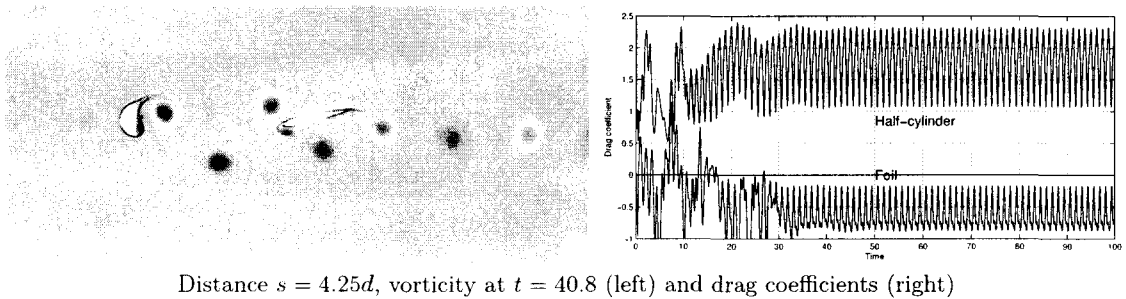 2.5
2
1.5
1
0.5
0
-0.5
-1
Drag coefficient
Half-cylinder
Foil
0 10 20 30 40 50 60 70 80 90 100
Time
Distance s = 4.25d, vorticity at t = 40.8 (left) and drag coefficients (right)